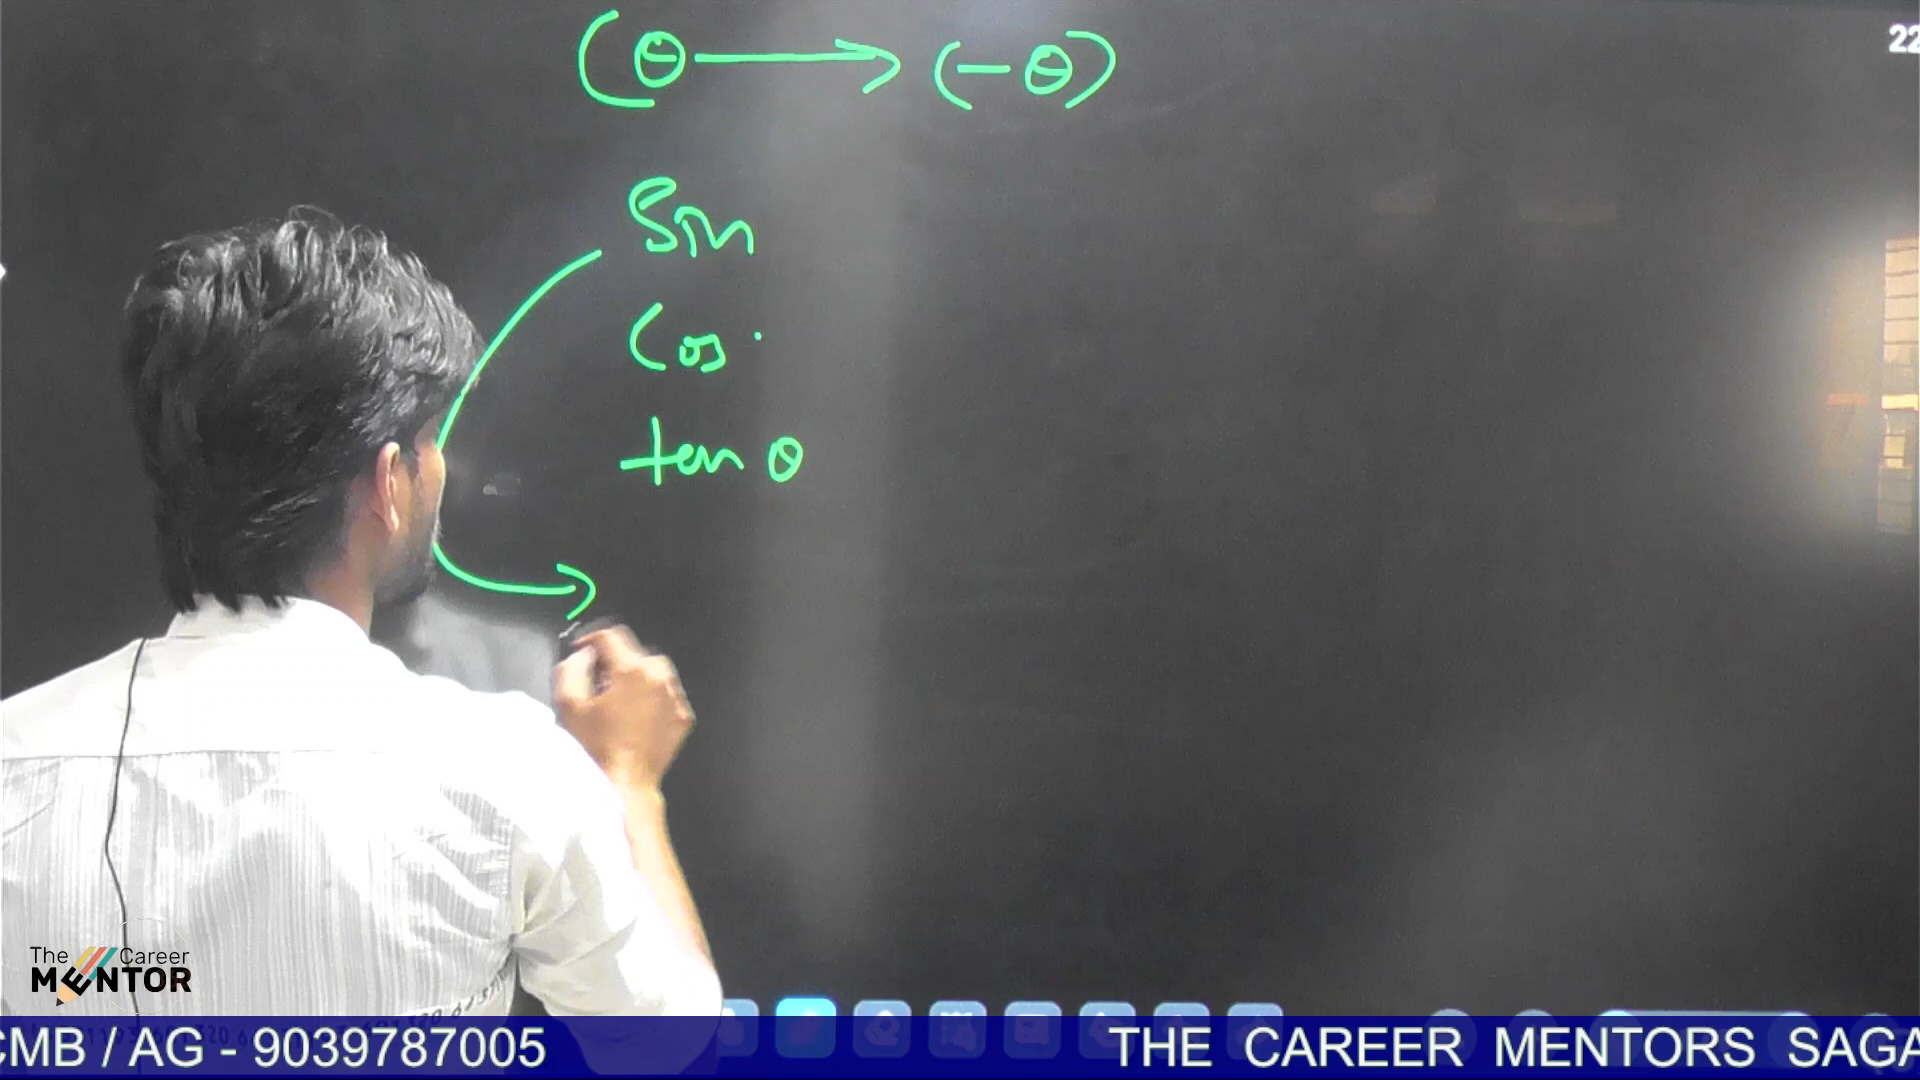 (θ → (-θ)
22
Sin
Cos
tan θ
The Career
MENTOR
CMB / AG - 9039787005
THE CAREER MENTORS SAGA